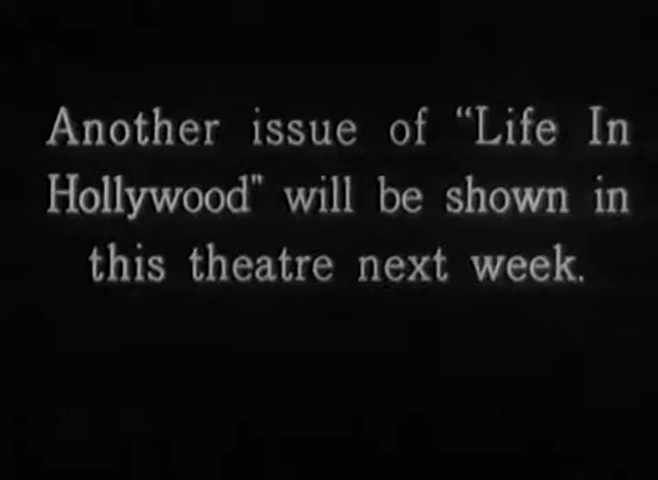 Another issue of “Life In
Hollywood" will be shown in
this theatre next week.